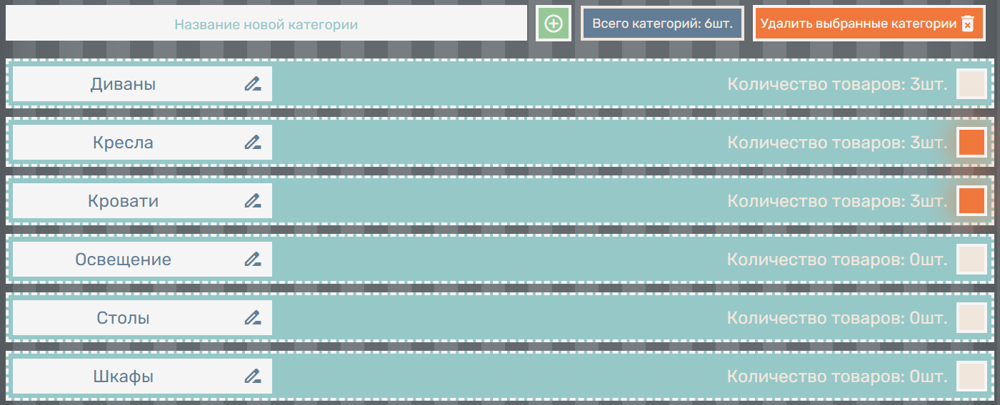 Название новой категории
Всего категорий: 6шт.
Удалить выбранные категории
Диваны
Количество товаров: 3шт.
Кресла
Количество товаров: 3шт.
Кровати
Количество товаров: 3шт.
Освещение
Количество товаров: 0шт.
Столы
Количество товаров: 0шт.
Шкафы
Количество товаров: 0шт.